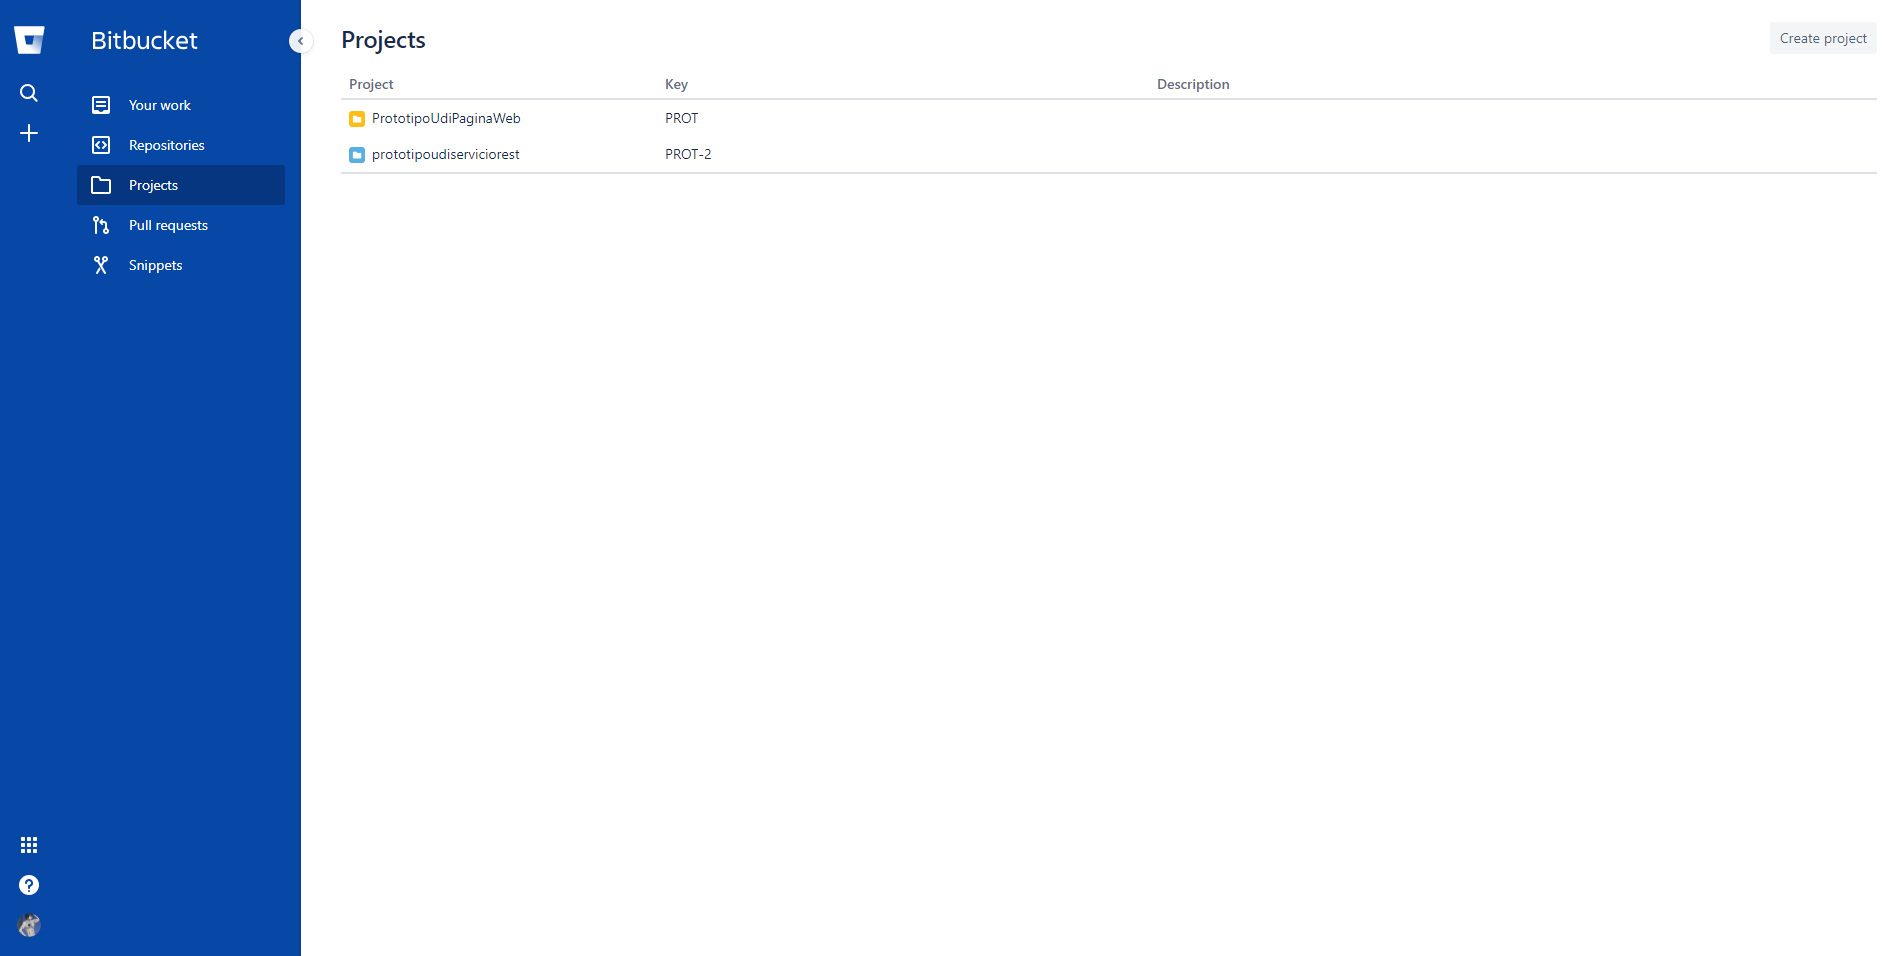 Bitbucket
Your work
Repositories
Projects
Pull requests
Snippets
Projects
Create project
Project Key Description
PrototipoUdiPaginaWeb PROT
prototipoudiserviciorest PROT-2